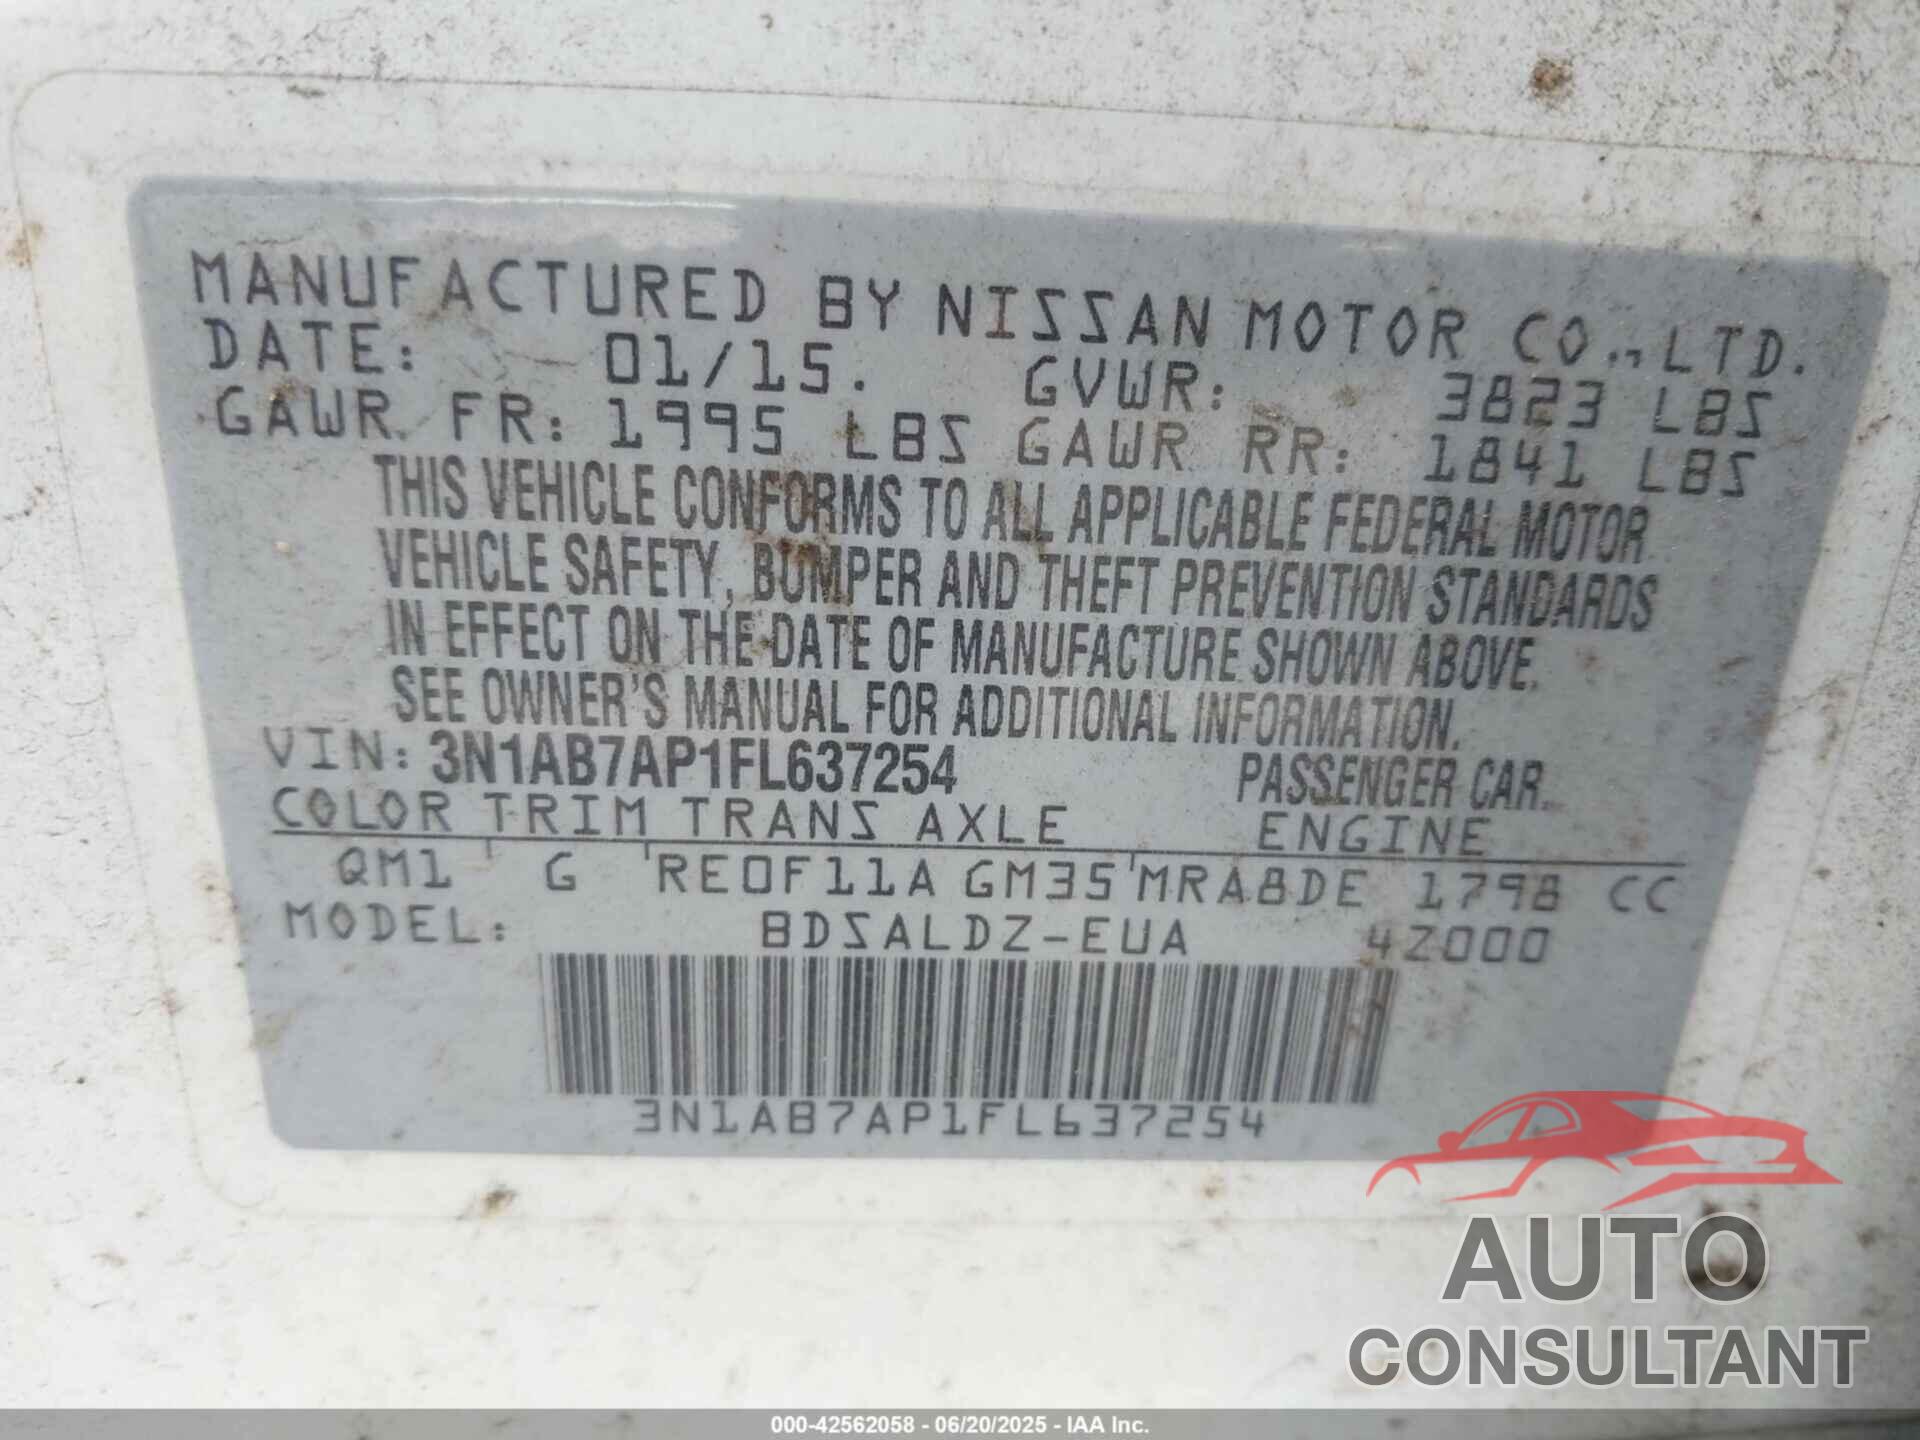 MANUFACTURED BY NISSAN MOTOR CO.,LTD.
DATE: 01/15. GVWR: 3823 LBS
GAWR FR: 1995 LBS GAWR RR: 1841 LBS
THIS VEHICLE CONFORMS TO ALL APPLICABLE FEDERAL MOTOR
VEHICLE SAFETY, BUMPER AND THEFT PREVENTION STANDARDS
IN EFFECT ON THE DATE OF MANUFACTURE SHOWN ABOVE.
SEE OWNER'S MANUAL FOR ADDITIONAL INFORMATION.
VIN: 3N1AB7AP1FL637254 PASSENGER CAR
COLOR TRIM TRANS AXLE ENGINE
QM1 G RE0F11A GM35 MRA8DE 1798 CC
MODEL: BDSALDZ-EUA 4Z000
3N1AB7AP1FL637254
AUTO
CONSULTANT
000-42562058 - 06/20/2025 - IAA Inc.